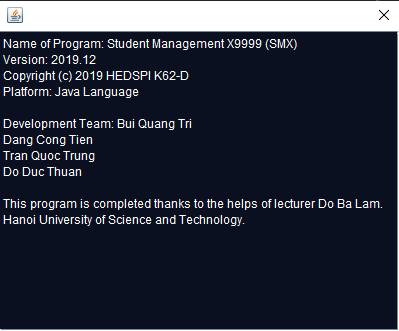 Name of Program: Student Management X9999 (SMX)
Version: 2019.12
Copyright (c) 2019 HEDSPI K62-D
Platform: Java Language
Development Team: Bui Quang Tri
Dang Cong Tien
Tran Quoc Trung
Do Duc Thuan
This program is completed thanks to the helps of lecturer Do Ba Lam.
Hanoi University of Science and Technology.